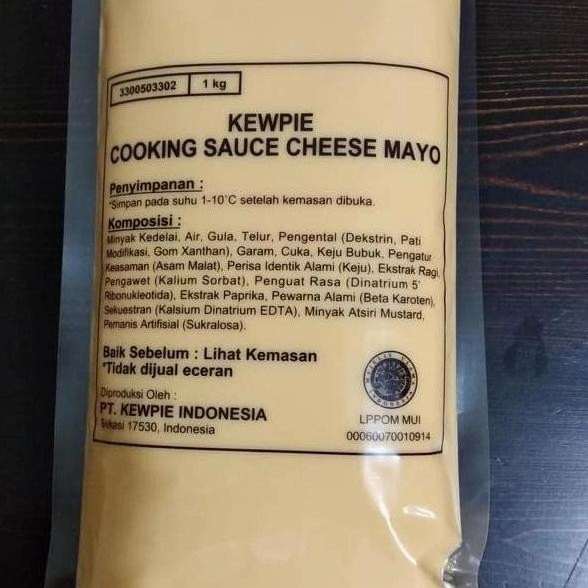 3300503302 1 kg
KEWPIE
COOKING SAUCE CHEESE MAYO
Penyimpanan :
*Simpan pada suhu 1-10°C setelah kemasan dibuka.
Komposisi :
Minyak Kedelai, Air, Gula, Telur, Pengental (Dekstrin, Pati
Modifikasi, Gom Xanthan), Garam, Cuka, Keju Bubuk, Pengatur
Keasaman (Asam Malat), Perisa Identik Alami (Keju), Ekstrak Ragi,
Pengawet (Kalium Sorbat), Penguat Rasa (Dinatrium 5'
Ribonukleotida), Ekstrak Paprika, Pewarna Alami (Beta Karoten),
Sekuestran (Kalsium Dinatrium EDTA), Minyak Atsiri Mustard,
Pemanis Artifisial (Sukralosa).
Baik Sebelum : Lihat Kemasan
*Tidak dijual eceran
Diproduksi Oleh :
PT. KEWPIE INDONESIA
Bekasi 17530, Indonesia
LPPOM MUI
00060070010914